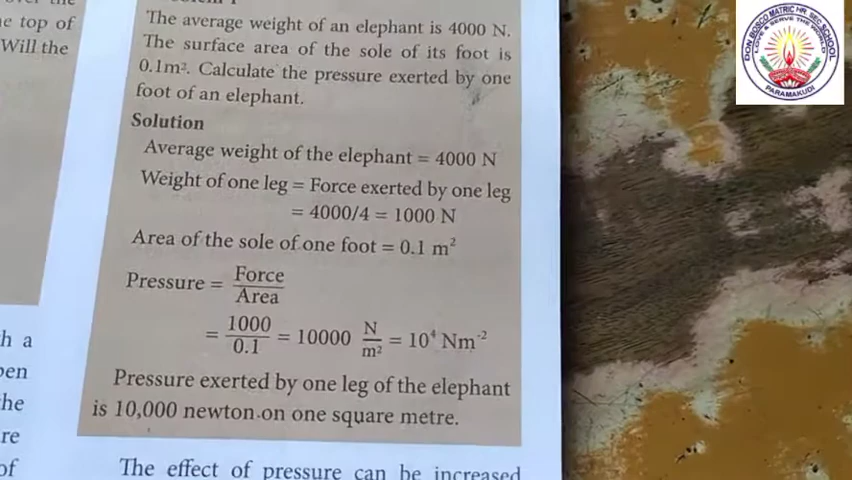 e top of
Will the
The average weight of an elephant is 4000 N.
The surface area of the sole of its foot is
0.1m². Calculate the pressure exerted by one
foot of an elephant.
Solution
Average weight of the elephant = 4000 N
Weight of one leg = Force exerted by one leg
= 4000/4 = 1000 N
Area of the sole of one foot = 0.1 m²
Pressure = Force / Area
= 1000 / 0.1 = 10000 N / m² = 10⁴ Nm⁻²
Pressure exerted by one leg of the elephant
is 10,000 newton on one square metre.
h a
pen
he
re
of
The effect of pressure can be increased
DON BOSCO MATRIC HR. SEC. SCHOOL
LOVE & SERVE THE WORLD
PARAMAKUDI